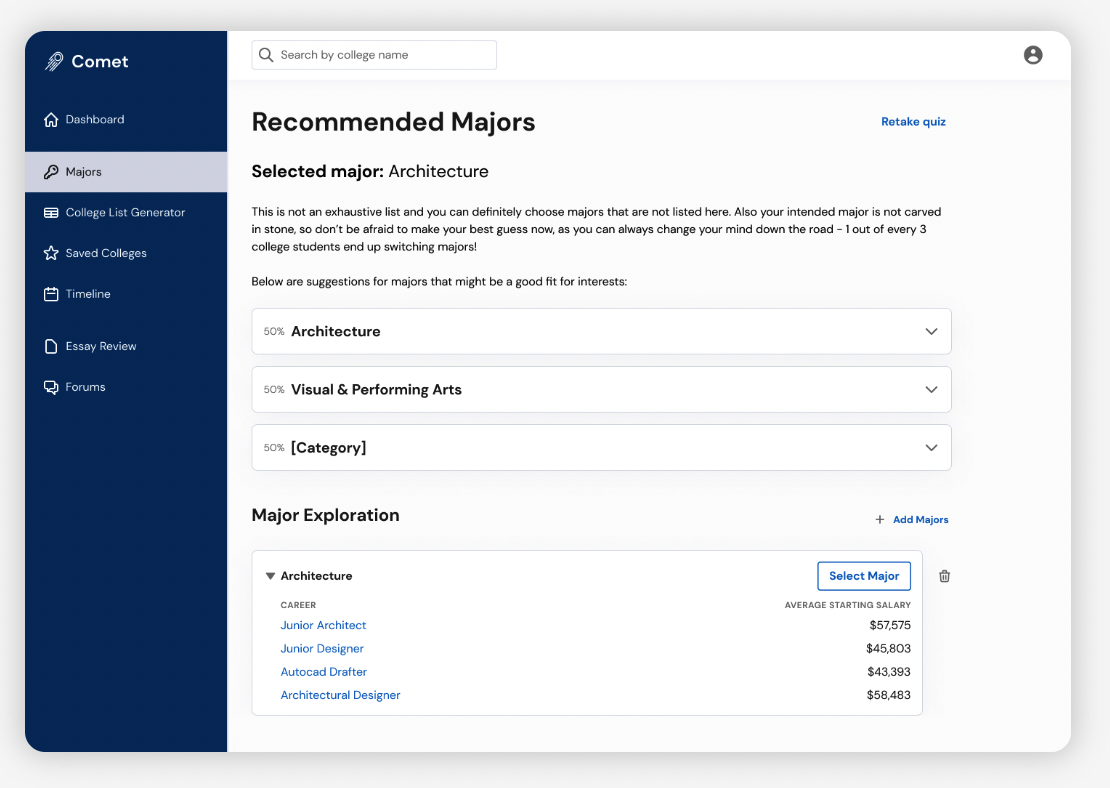 Comet
Search by college name
Dashboard
Majors
College List Generator
Saved Colleges
Timeline
Essay Review
Forums
Recommended Majors
Retake quiz
Selected major: Architecture
This is not an exhaustive list and you can definitely choose majors that are not listed here. Also your intended major is not carved
in stone, so don't be afraid to make your best guess now, as you can always change your mind down the road - 1 out of every 3
college students end up switching majors!
Below are suggestions for majors that might be a good fit for interests:
50% Architecture
50% Visual & Performing Arts
50% [Category]
Major Exploration
+ Add Majors
Architecture
Select Major
CAREER AVERAGE STARTING SALARY
Junior Architect $57,575
Junior Designer $45,803
Autocad Drafter $43,393
Architectural Designer $58,483